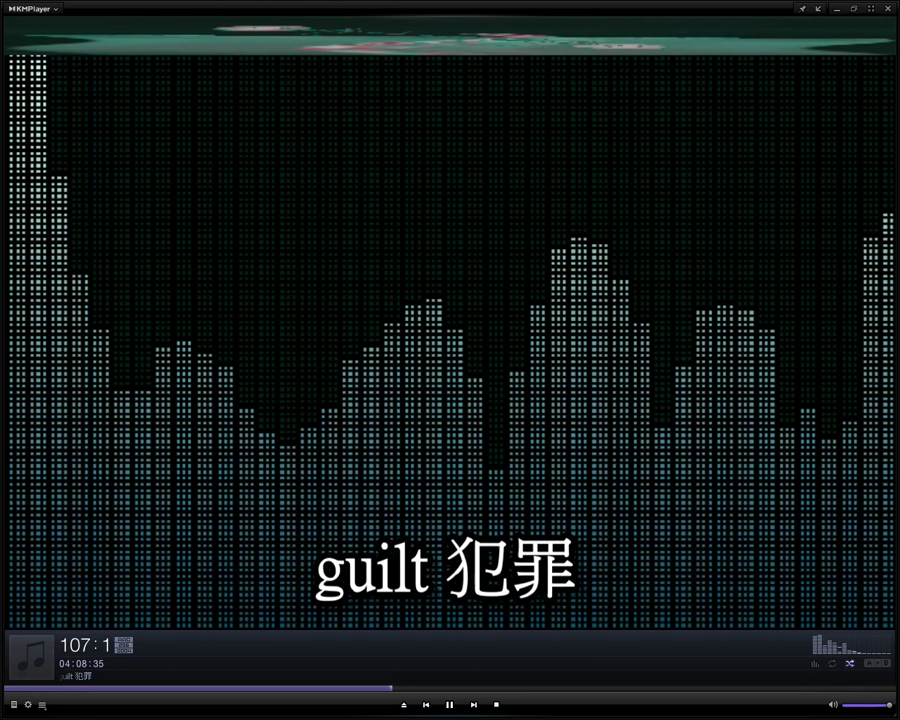 KMPlayer
guilt 犯罪
107:1
04:08:35
guilt 犯罪
A B